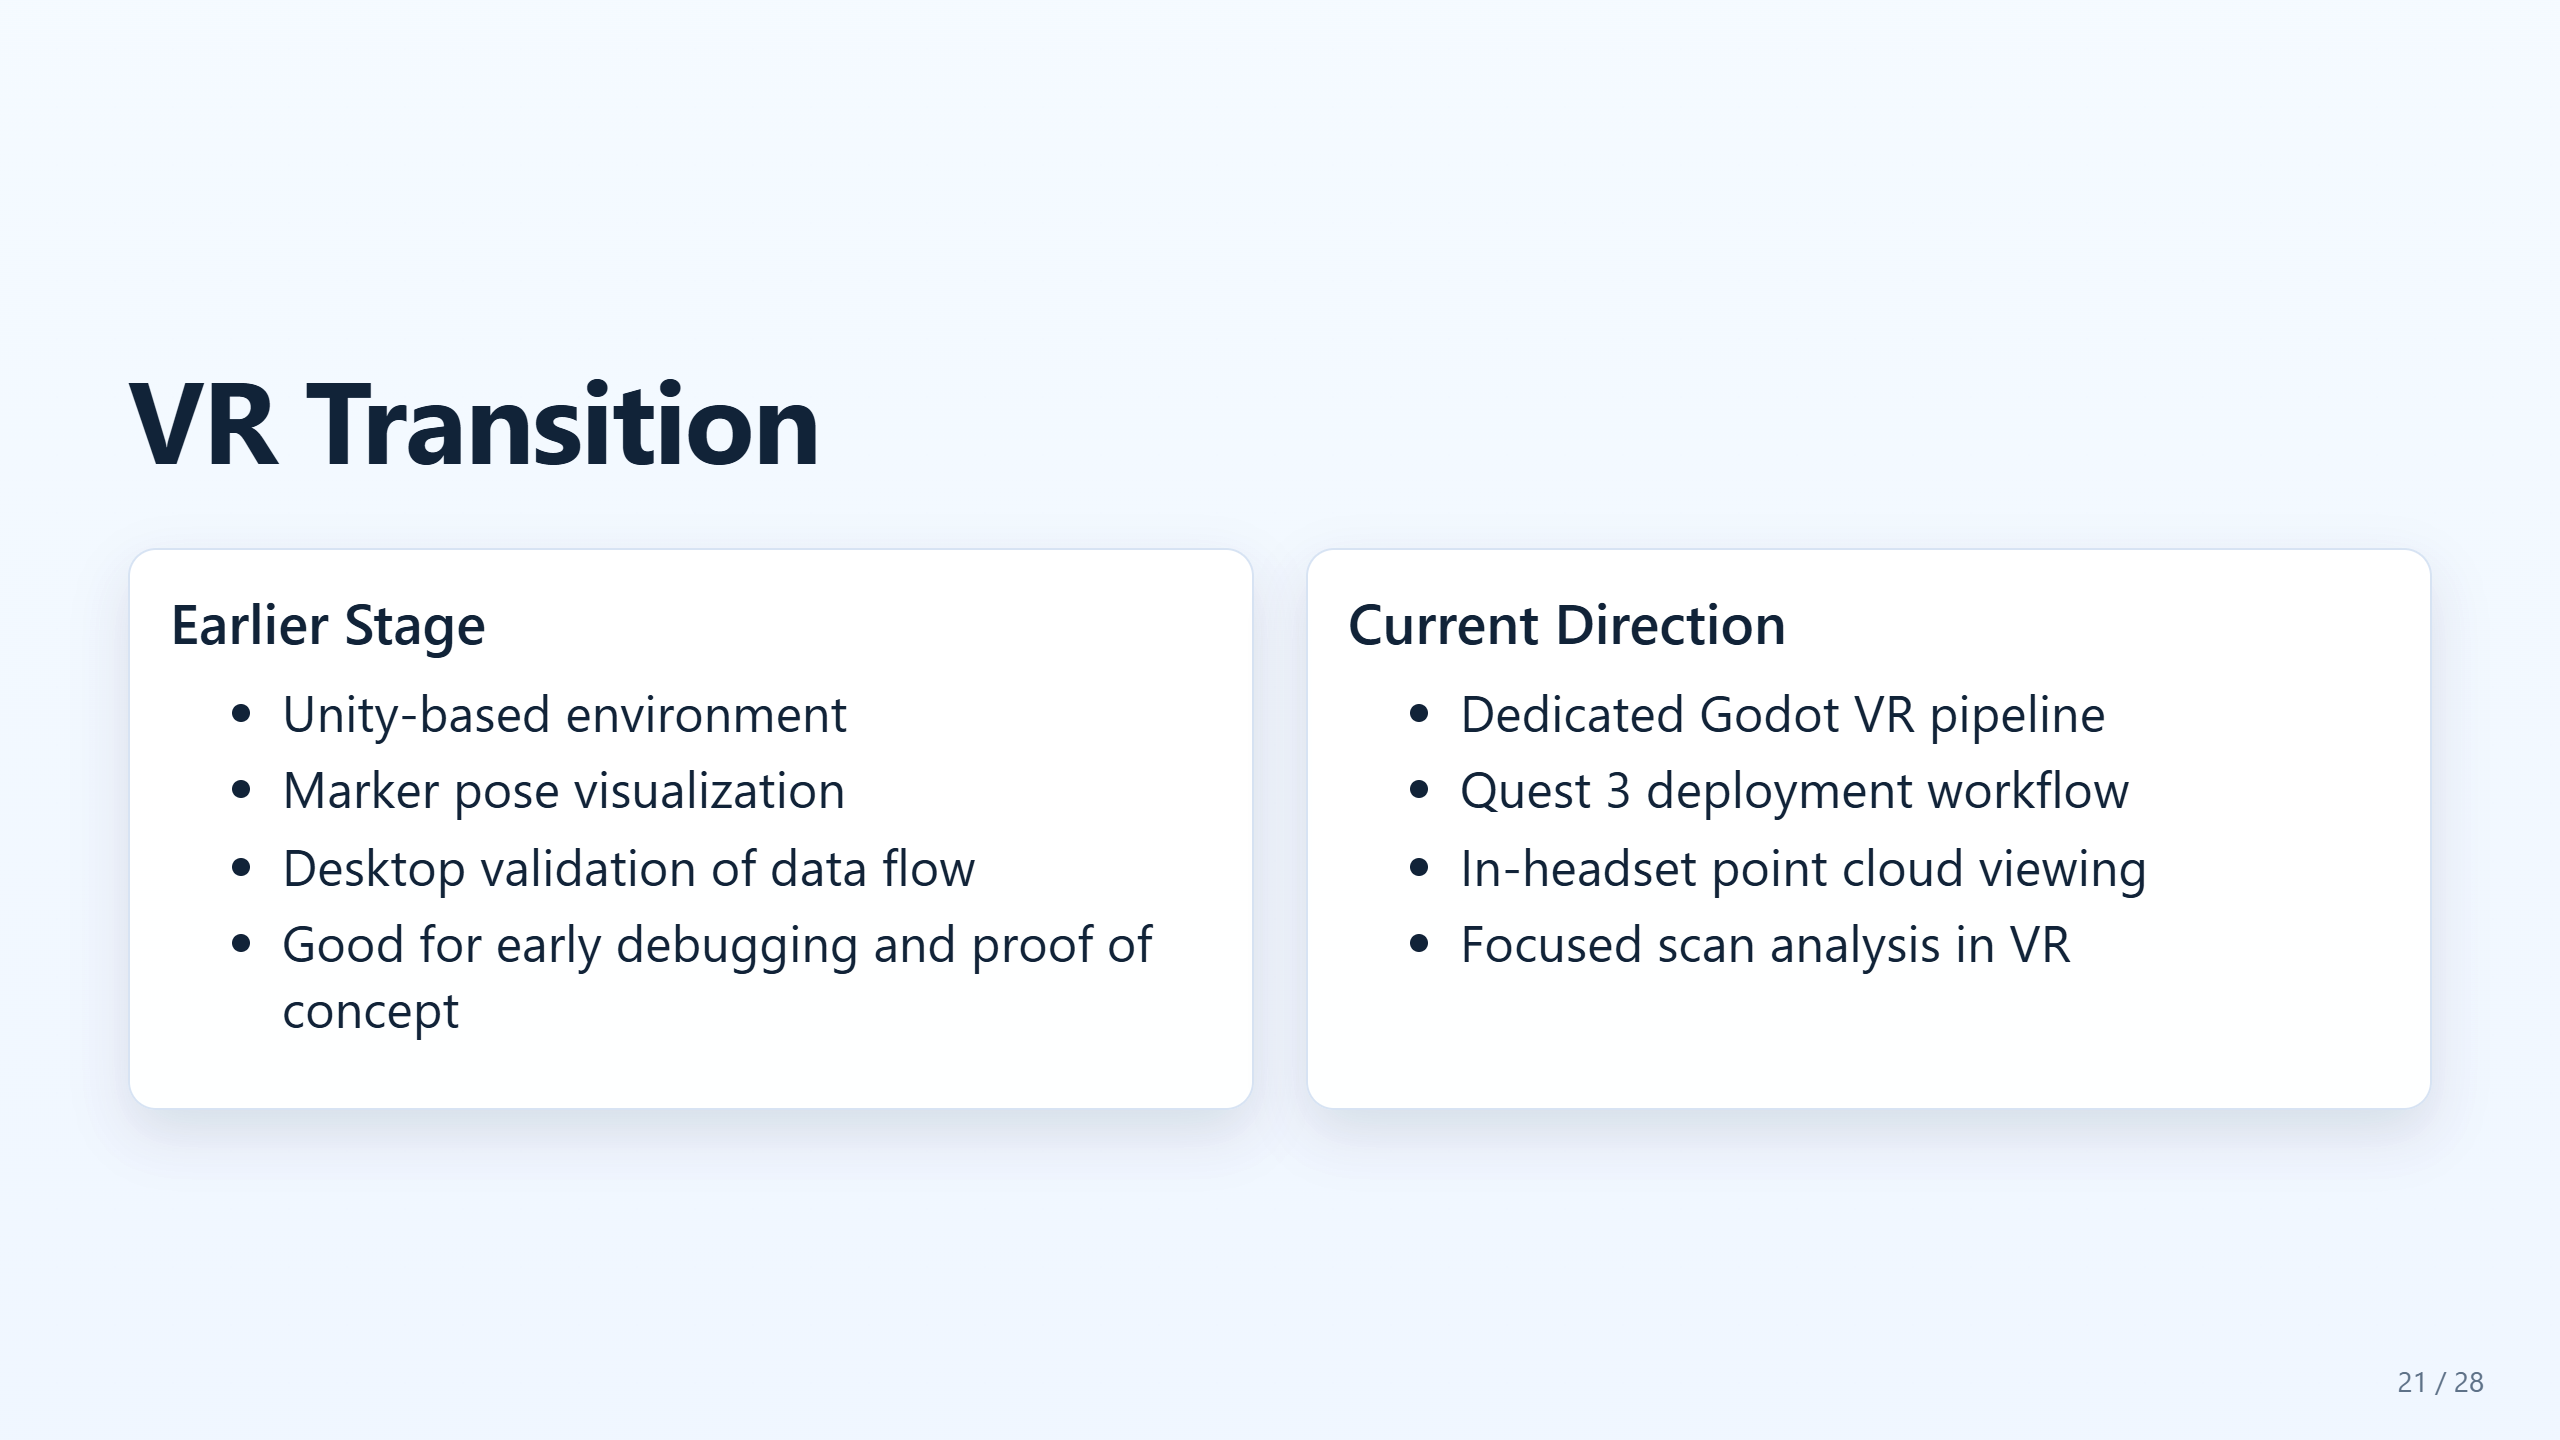 VR Transition
Earlier Stage
• Unity-based environment
• Marker pose visualization
• Desktop validation of data flow
• Good for early debugging and proof of
concept
Current Direction
• Dedicated Godot VR pipeline
• Quest 3 deployment workflow
• In-headset point cloud viewing
• Focused scan analysis in VR
21 / 28